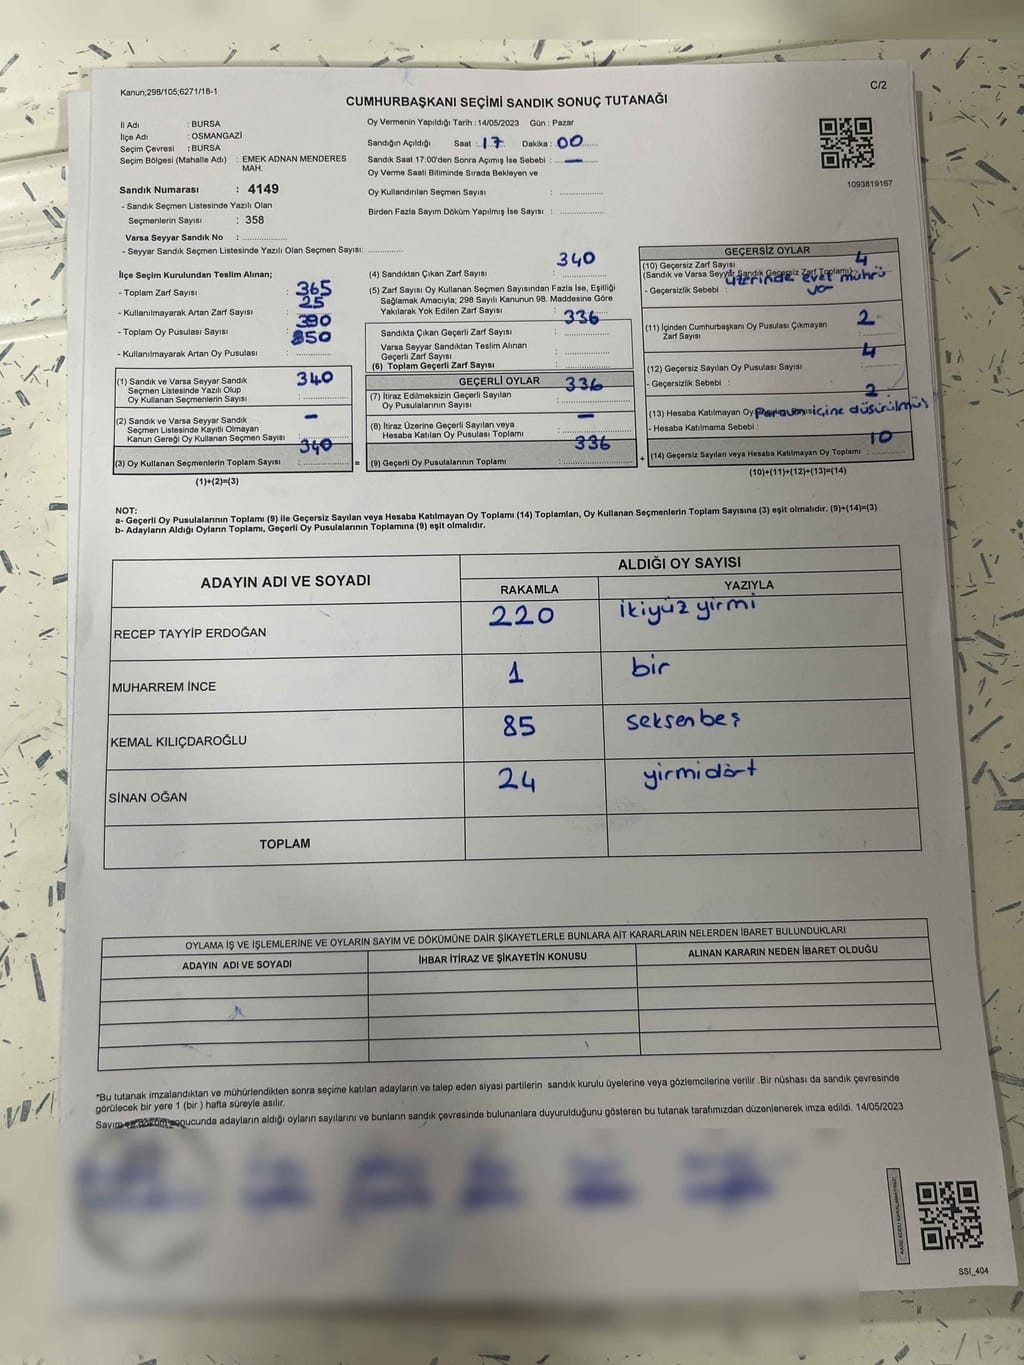 Kanun;298/105;6271/18-1
C/2
CUMHURBAŞKANI SEÇİMİ SANDIK SONUÇ TUTANAĞI
İl Adı : BURSA
İlçe Adı : OSMANGAZİ
Seçim Çevresi : BURSA
Seçim Bölgesi (Mahalle Adı) : EMEK ADNAN MENDERES MAH.
Sandık Numarası : 4149
- Sandık Seçmen Listesinde Yazılı Olan
Seçmenlerin Sayısı : 358
Varsa Seyyar Sandık No : ...............
- Seyyar Sandık Seçmen Listesinde Yazılı Olan Seçmen Sayısı: ............
Oy Vermenin Yapıldığı Tarih :14/05/2023 Gün : Pazar
Sandığın Açıldığı Saat : 17 Dakika : 00
Sandık Saat 17:00'den Sonra Açımış İse Sebebi : —
Oy Verme Saati Bitiminde Sırada Bekleyen ve
Oy Kullandırılan Seçmen Sayısı : ...............
Birden Fazla Sayım Döküm Yapılmış İse Sayısı : ...............
1093819167
İlçe Seçim Kurulundan Teslim Alınan;
- Toplam Zarf Sayısı : 365
- Kullanılmayarak Artan Zarf Sayısı : 25
- Toplam Oy Pusulası Sayısı : 390
- Kullanılmayarak Artan Oy Pusulası : 50
(1) Sandık ve Varsa Seyyar Sandık
Seçmen Listesinde Yazılı Olup
Oy Kullanan Seçmenlerin Sayısı : 340
(2) Sandık ve Varsa Seyyar Sandık
Seçmen Listesinde Kayıtlı Olmayan
Kanun Gereği Oy Kullanan Seçmen Sayısı : —
(3) Oy Kullanan Seçmenlerin Toplam Sayısı : 340
(1)+(2)=(3)
(4) Sandıktan Çıkan Zarf Sayısı : 340
(5) Zarf Sayısı Oy Kullanan Seçmen Sayısından Fazla İse, Eşitliği
Sağlamak Amacıyla; 298 Sayılı Kanunun 98. Maddesine Göre
Yakılarak Yok Edilen Zarf Sayısı :
Sandıkta Çıkan Geçerli Zarf Sayısı : 336
Varsa Seyyar Sandıktan Teslim Alınan
Geçerli Zarf Sayısı :
(6) Toplam Geçerli Zarf Sayısı :
GEÇERLİ OYLAR
(7) İtiraz Edilmeksizin Geçerli Sayılan
Oy Pusulalarının Sayısı : 336
(8) İtiraz Üzerine Geçerli Sayılan veya
Hesaba Katılan Oy Pusulası Toplamı : —
= (9) Geçerli Oy Pusulalarının Toplamı : 336
GEÇERSİZ OYLAR
(10) Geçersiz Zarf Sayısı 4
(Sandık ve Varsa Seyyar Sandık Geçersiz Zarf Toplamı)
- Geçersizlik Sebebi : üzerinde evet mührü
(11) İçinden Cumhurbaşkanı Oy Pusulası Çıkmayan
Zarf Sayısı : 2
(12) Geçersiz Sayılan Oy Pusulası Sayısı : 4
- Geçersizlik Sebebi :
(13) Hesaba Katılmayan Oy 2
- Hesaba Katılmama Sebebi : Paravan içine düşürülmüş
+ (14) Geçersiz Sayılan veya Hesaba Katılmayan Oy Toplamı : 10
(10)+(11)+(12)+(13)=(14)
NOT:
a- Geçerli Oy Pusulalarının Toplamı (9) ile Geçersiz Sayılan veya Hesaba Katılmayan Oy Toplamı (14) Toplamları, Oy Kullanan Seçmenlerin Toplam Sayısına (3) eşit olmalıdır. (9)+(14)=(3)
b- Adayların Aldığı Oyların Toplamı, Geçerli Oy Pusulalarının Toplamına (9) eşit olmalıdır.
ADAYIN ADI VE SOYADI ALDIĞI OY SAYISI
RAKAMLA YAZIYLA
RECEP TAYYİP ERDOĞAN 220 ikiyüz yirmi
MUHARREM İNCE 1 bir
KEMAL KILIÇDAROĞLU 85 seksen beş
SİNAN OĞAN 24 yirmidört
TOPLAM
OYLAMA İŞ VE İŞLEMLERİNE VE OYLARIN SAYIM VE DÖKÜMÜNE DAİR ŞİKAYETLERLE BUNLARA AİT KARARLARIN NELERDEN İBARET BULUNDUKLARI
ADAYIN ADI VE SOYADI İHBAR İTİRAZ VE ŞİKAYETİN KONUSU ALINAN KARARIN NEDEN İBARET OLDUĞU
*Bu tutanak imzalandıktan ve mühürlendikten sonra seçime katılan adayların ve talep eden siyasi partilerin sandık kurulu üyelerine veya gözlemcilerine verilir .Bir nüshası da sandık çevresinde
görülecek bir yere 1 (bir ) hafta süreyle asılır.
Sayım ve döküm sonucunda adayların aldığı oyların sayılarını ve bunların sandık çevresinde bulunanlara duyurulduğunu gösteren bu tutanak tarafımızdan düzenlenerek imza edildi. 14/05/2023
KARE KODU KARALAMAYINIZ!
SSI_404